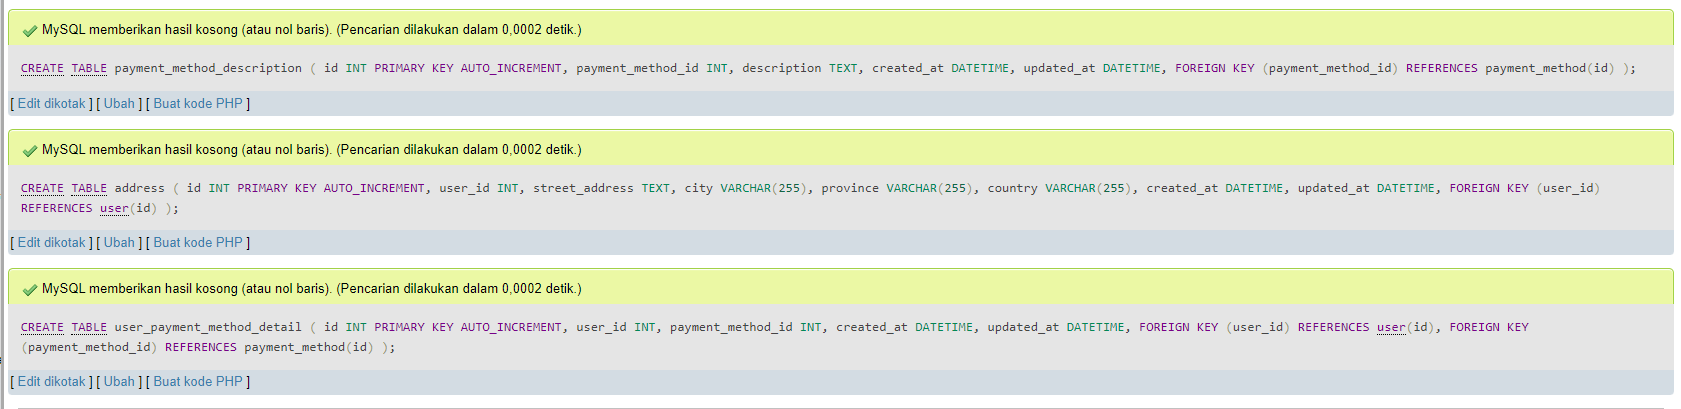 MySQL memberikan hasil kosong (atau nol baris). (Pencarian dilakukan dalam 0,0002 detik.)
CREATE TABLE payment_method_description ( id INT PRIMARY KEY AUTO_INCREMENT, payment_method_id INT, description TEXT, created_at DATETIME, updated_at DATETIME, FOREIGN KEY (payment_method_id) REFERENCES payment_method(id) );
[ Edit dikotak ] [ Ubah ] [ Buat kode PHP ]
MySQL memberikan hasil kosong (atau nol baris). (Pencarian dilakukan dalam 0,0002 detik.)
CREATE TABLE address ( id INT PRIMARY KEY AUTO_INCREMENT, user_id INT, street_address TEXT, city VARCHAR(255), province VARCHAR(255), country VARCHAR(255), created_at DATETIME, updated_at DATETIME, FOREIGN KEY (user_id)
REFERENCES user(id) );
[ Edit dikotak ] [ Ubah ] [ Buat kode PHP ]
MySQL memberikan hasil kosong (atau nol baris). (Pencarian dilakukan dalam 0,0002 detik.)
CREATE TABLE user_payment_method_detail ( id INT PRIMARY KEY AUTO_INCREMENT, user_id INT, payment_method_id INT, created_at DATETIME, updated_at DATETIME, FOREIGN KEY (user_id) REFERENCES user(id), FOREIGN KEY
(payment_method_id) REFERENCES payment_method(id) );
[ Edit dikotak ] [ Ubah ] [ Buat kode PHP ]